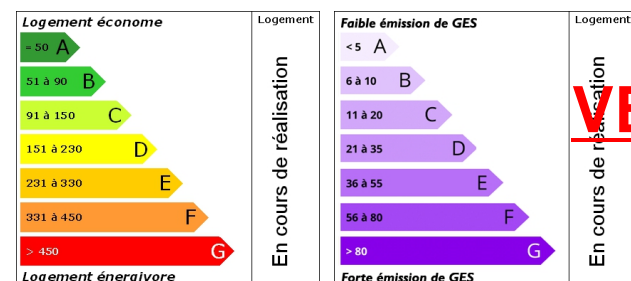 Logement économe
Logement
≈ 50 A
51 à 90 B
91 à 150 C
151 à 230 D
231 à 330 E
331 à 450 F
> 450 G
En cours de réalisation
Logement énergivore
Faible émission de GES
Logement
< 5 A
6 à 10 B
11 à 20 C
21 à 35 D
36 à 55 E
56 à 80 F
> 80 G
En cours de réalisation
Forte émission de GES
VE